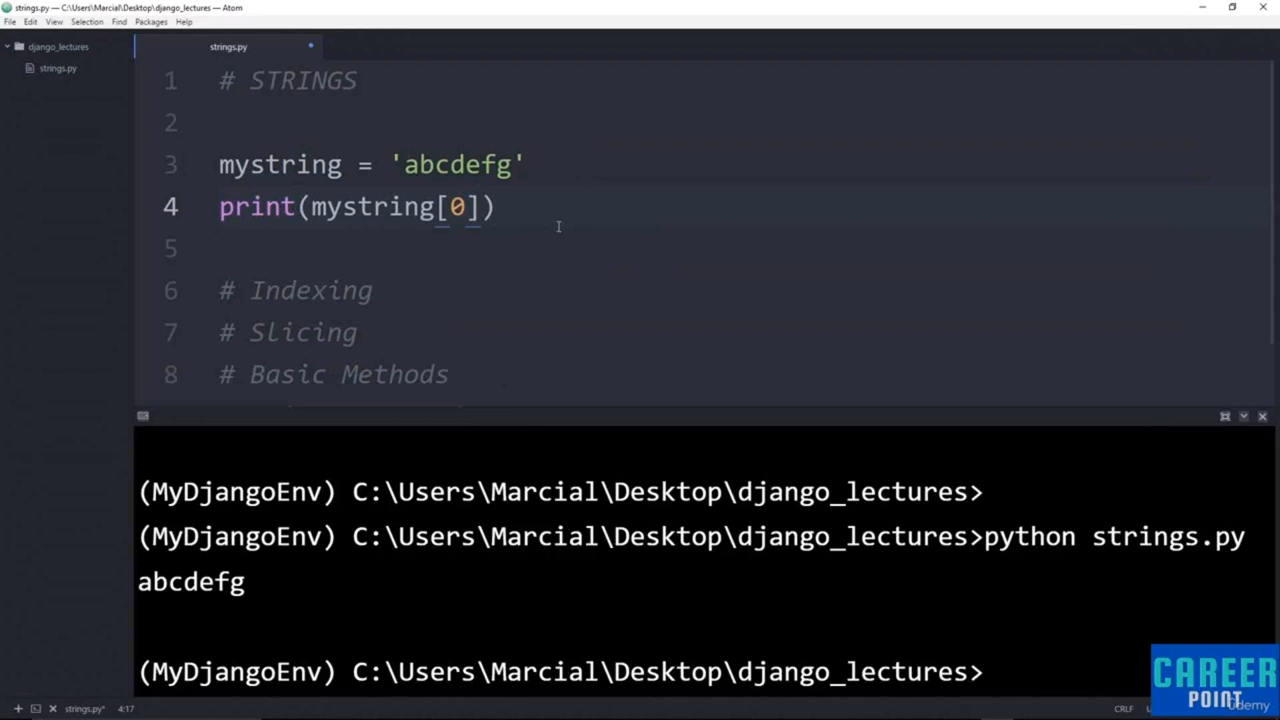 strings.py — C:\Users\Marcial\Desktop\django_lectures — Atom
File Edit View Selection Find Packages Help
django_lectures
strings.py
strings.py
1 # STRINGS
2
3 mystring = 'abcdefg'
4 print(mystring[0])
5
6 # Indexing
7 # Slicing
8 # Basic Methods
(MyDjangoEnv) C:\Users\Marcial\Desktop\django_lectures>
(MyDjangoEnv) C:\Users\Marcial\Desktop\django_lectures>python strings.py
abcdefg
(MyDjangoEnv) C:\Users\Marcial\Desktop\django_lectures>
CAREER
POINT
udemy
strings.py* 4:17 CRLF